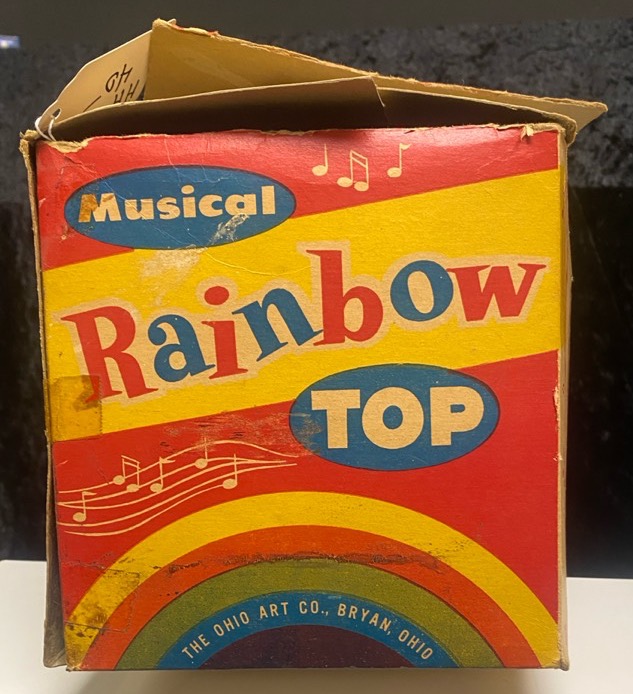 Musical
Rainbow
TOP
THE OHIO ART CO., BRYAN, OHIO